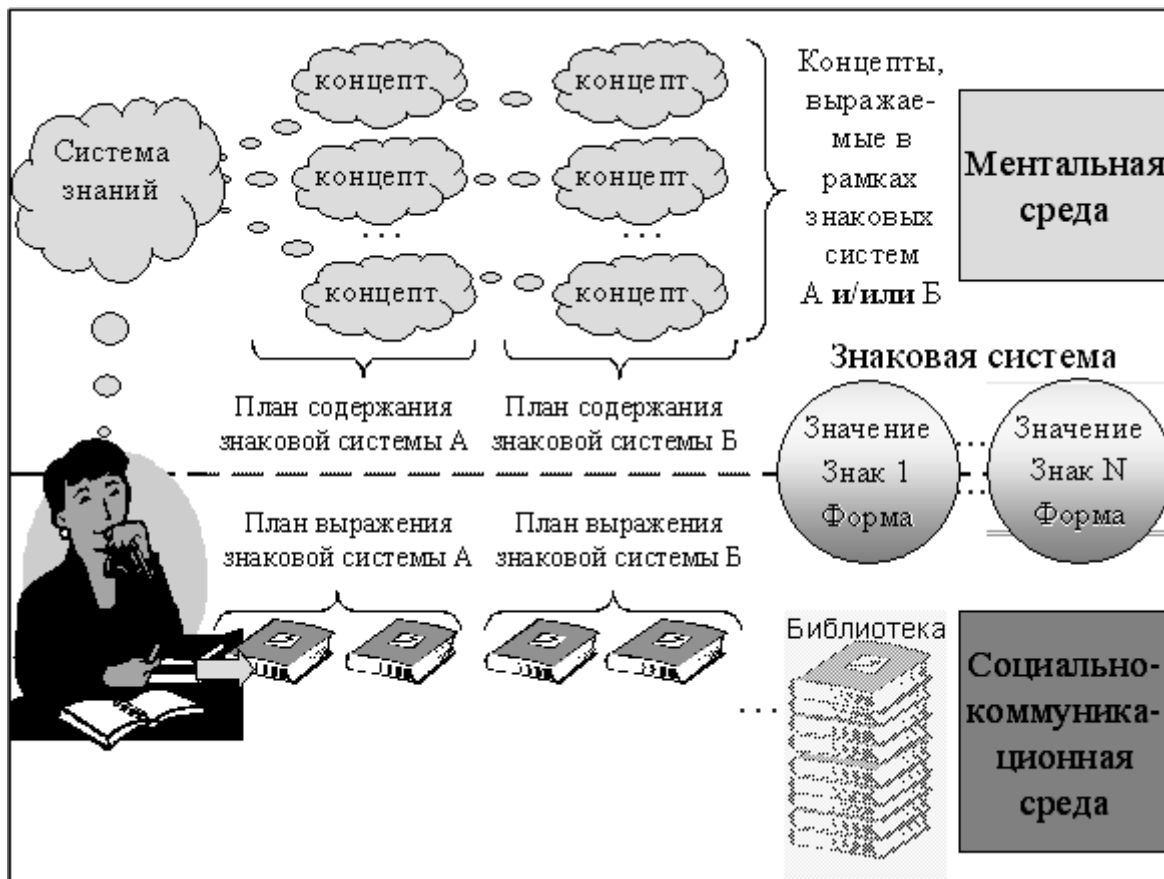 концепт
концепт
Система
знаний
концепт
концепт
...
...
концепт
концепт
Концепты,
выражае-
мые в
рамках
знаковых
систем
А и/или Б
Ментальная
среда
План содержания
знаковой системы А
План содержания
знаковой системы Б
Знаковая система
Значение
Знак 1
Форма
...
...
Значение
Знак N
Форма
План выражения
знаковой системы А
План выражения
знаковой системы Б
...
Библиотека
Социально-
коммуника-
ционная
среда